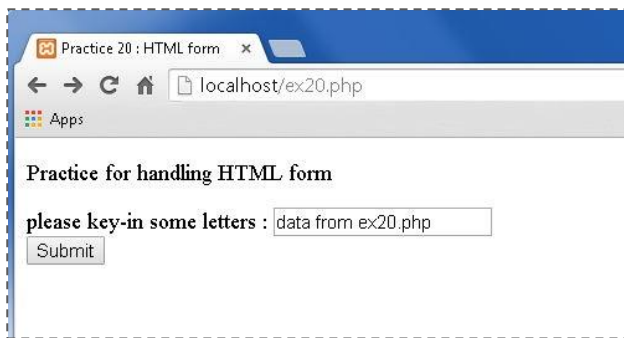 Practice 20 : HTML form
localhost/ex20.php
Apps
Practice for handling HTML form
please key-in some letters : data from ex20.php
Submit